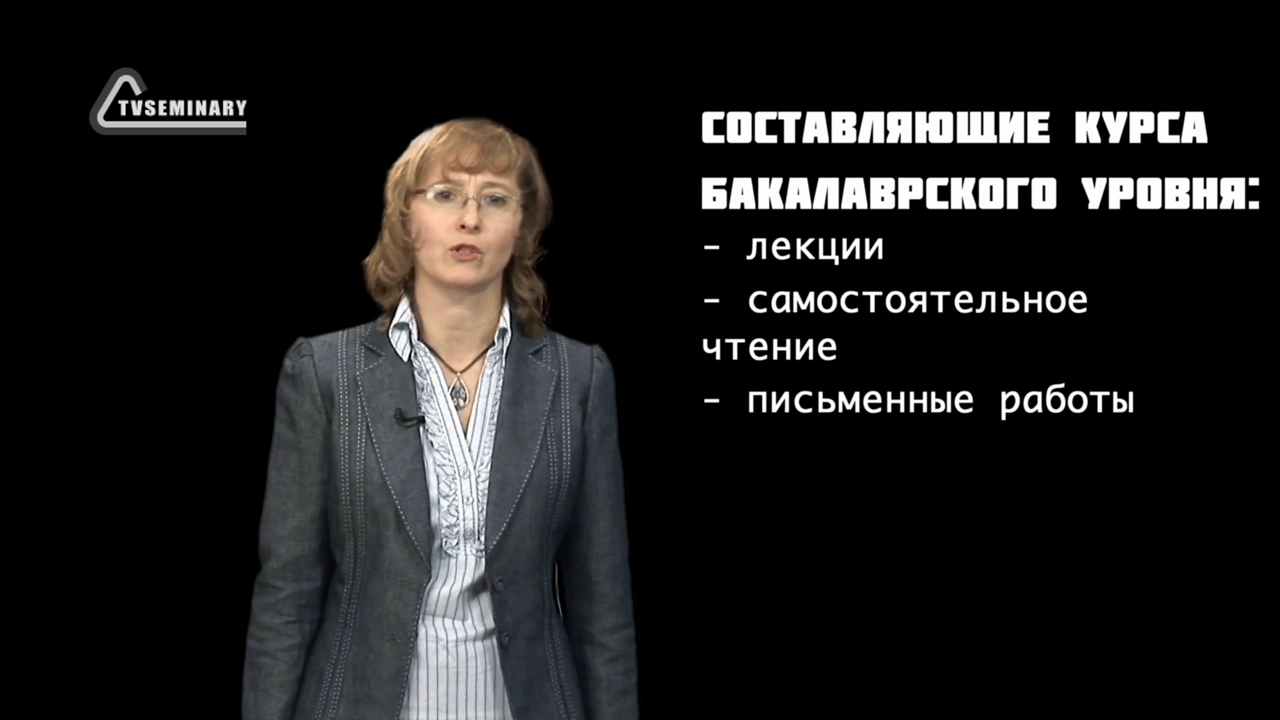 TVSEMINARY
СОСТАВЛЯЮЩИЕ КУРСА
БАКАЛАВРСКОГО УРОВНЯ:
- лекции
- самостоятельное
чтение
- письменные работы